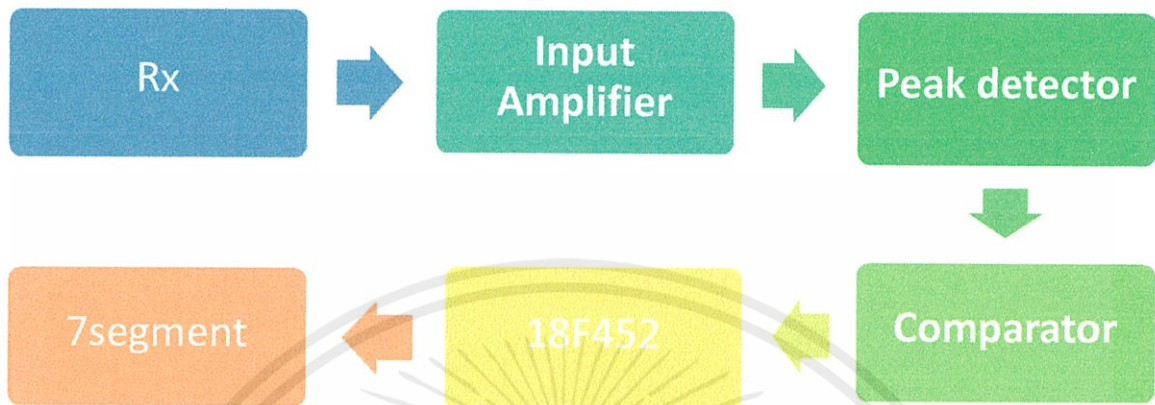 Rx
Input
Amplifier
Peak detector
7segment
18F452
Comparator